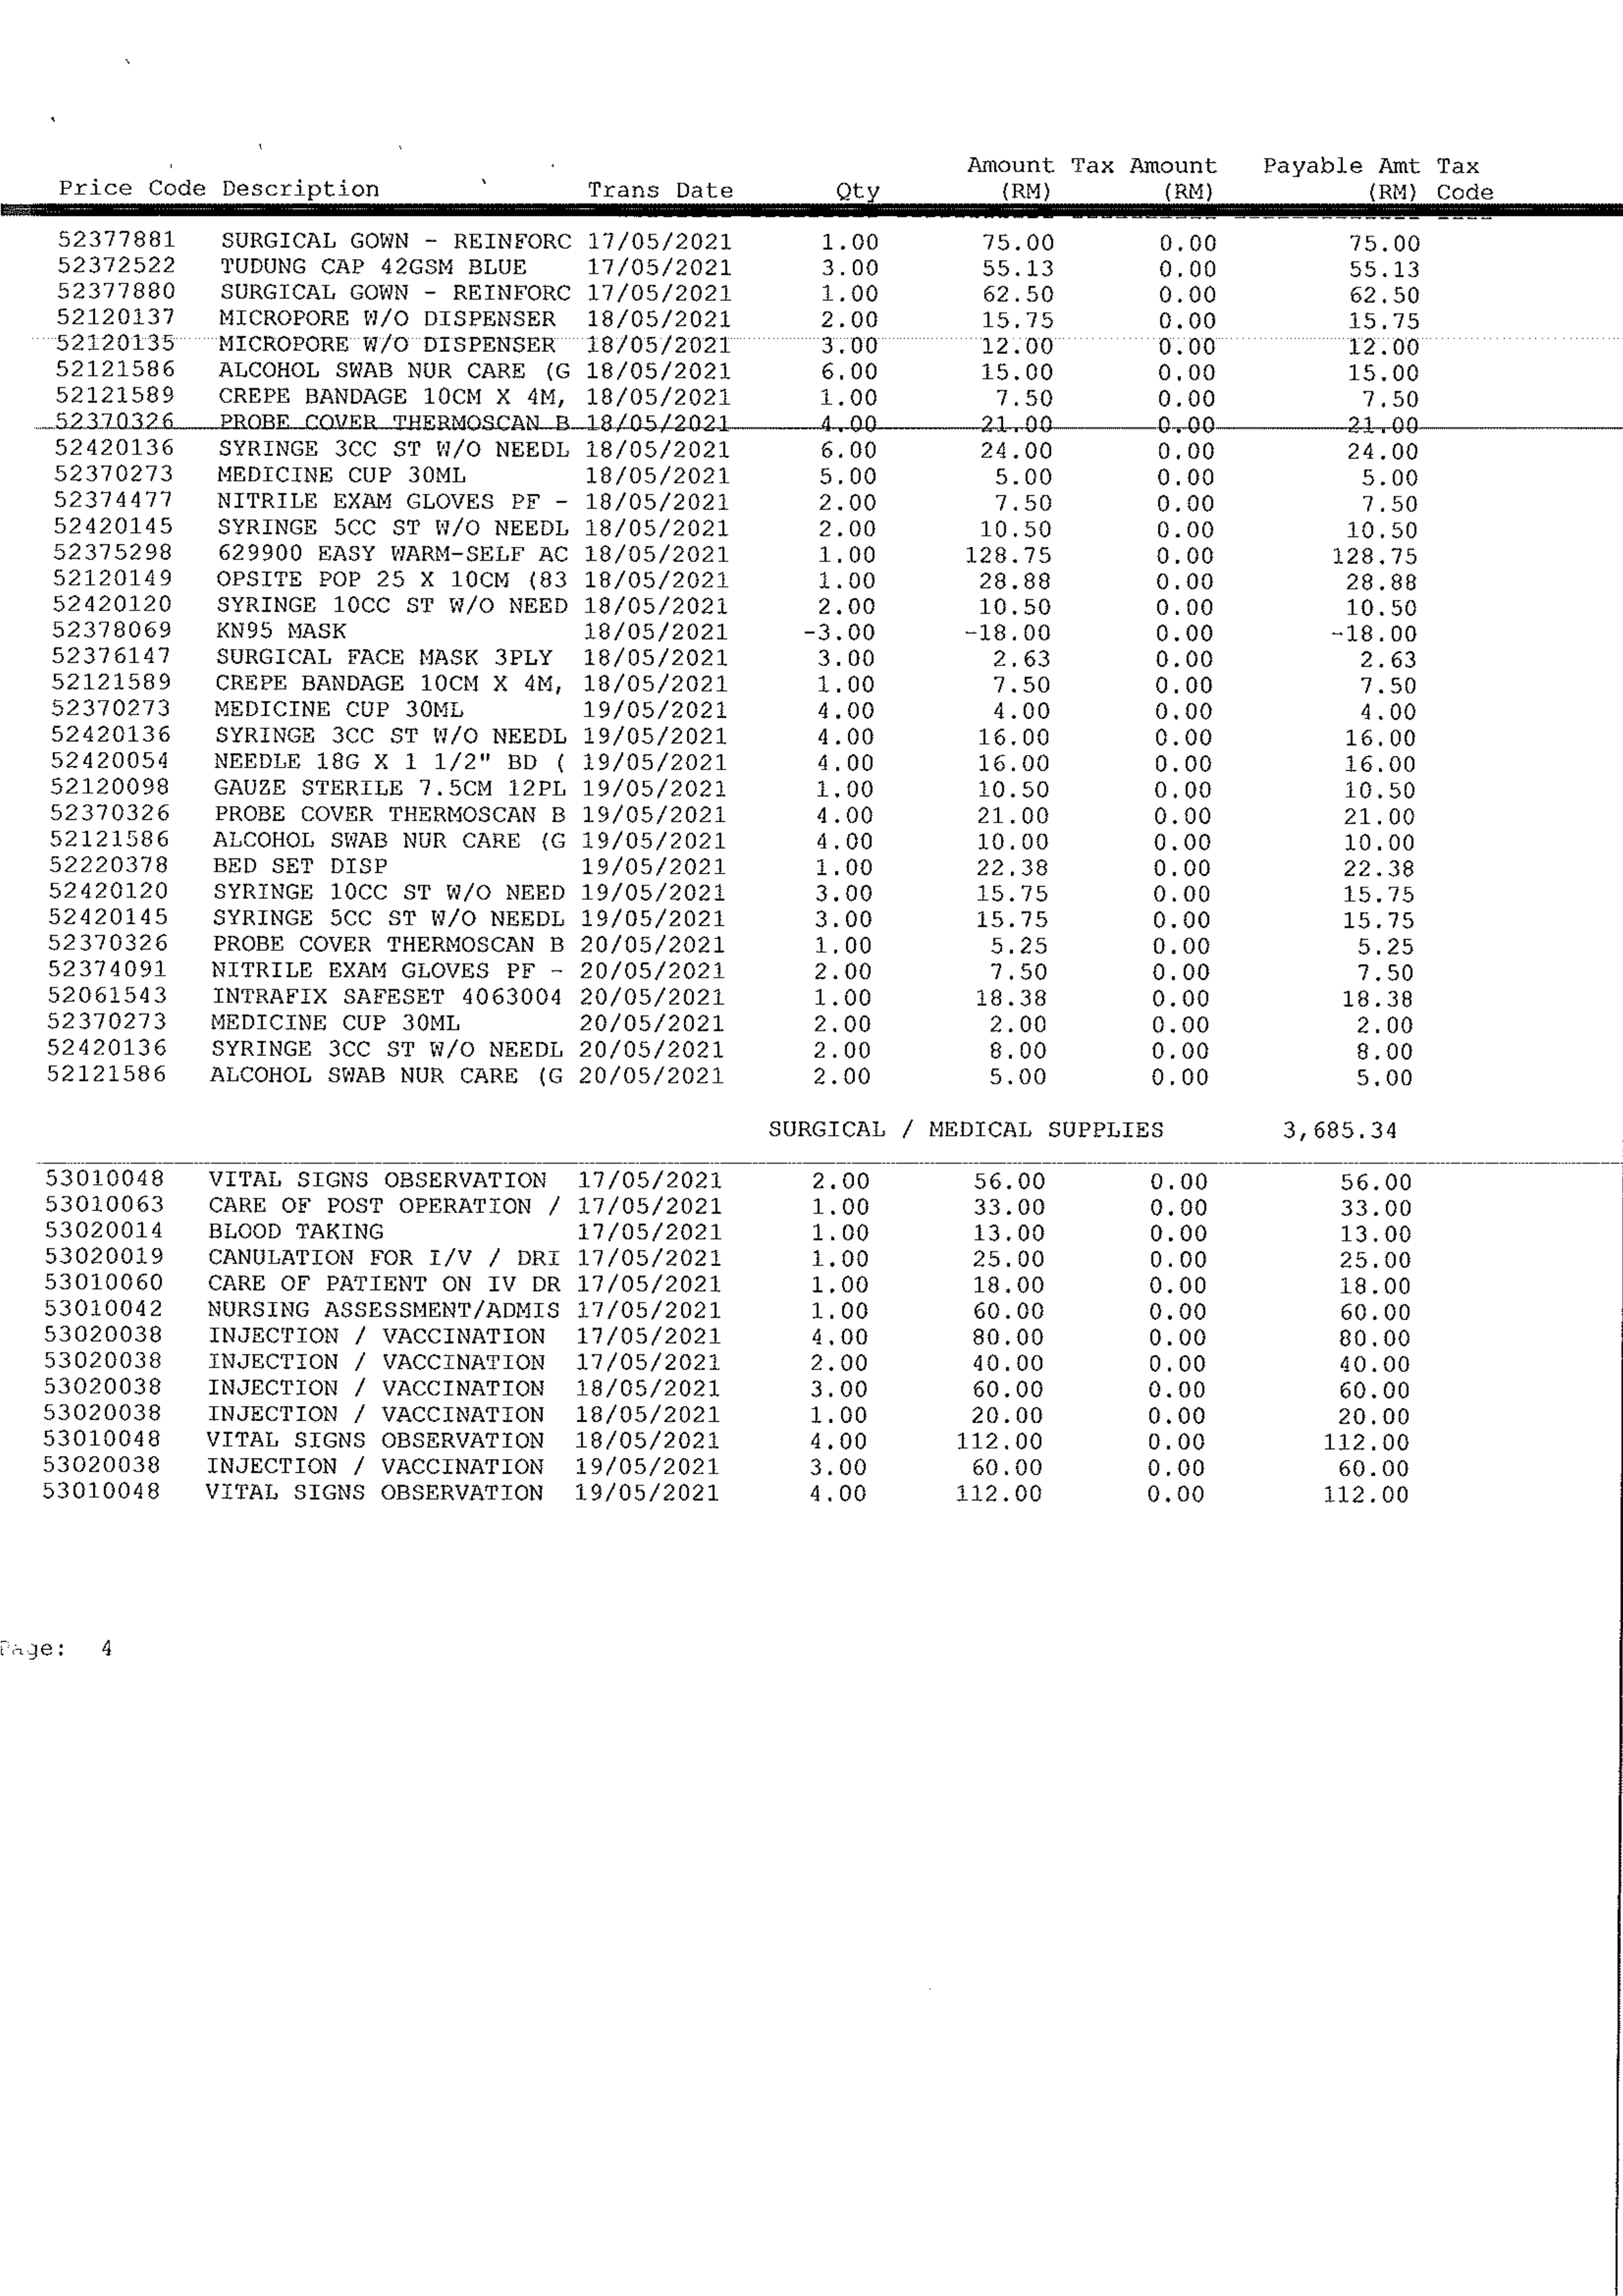 Amount Tax Amount Payable Amt Tax
Price Code Description Trans Date Qty (RM) (RM) (RM) Code
52377881 SURGICAL GOWN - REINFORC 17/05/2021 1.00 75.00 0.00 75.00
52372522 TUDUNG CAP 42GSM BLUE 17/05/2021 3.00 55.13 0.00 55.13
52377880 SURGICAL GOWN - REINFORC 17/05/2021 1.00 62.50 0.00 62.50
52120137 MICROPORE W/O DISPENSER 18/05/2021 2.00 15.75 0.00 15.75
52120135 MICROPORE W/O DISPENSER 18/05/2021 3.00 12.00 0.00 12.00
52121586 ALCOHOL SWAB NUR CARE (G 18/05/2021 6.00 15.00 0.00 15.00
52121589 CREPE BANDAGE 10CM X 4M, 18/05/2021 1.00 7.50 0.00 7.50
52370326 PROBE COVER THERMOSCAN B 18/05/2021 4.00 21.00 0.00 21.00
52420136 SYRINGE 3CC ST W/O NEEDL 18/05/2021 6.00 24.00 0.00 24.00
52370273 MEDICINE CUP 30ML 18/05/2021 5.00 5.00 0.00 5.00
52374477 NITRILE EXAM GLOVES PF - 18/05/2021 2.00 7.50 0.00 7.50
52420145 SYRINGE 5CC ST W/O NEEDL 18/05/2021 2.00 10.50 0.00 10.50
52375298 629900 EASY WARM-SELF AC 18/05/2021 1.00 128.75 0.00 128.75
52120149 OPSITE POP 25 X 10CM (83 18/05/2021 1.00 28.88 0.00 28.88
52420120 SYRINGE 10CC ST W/O NEED 18/05/2021 2.00 10.50 0.00 10.50
52378069 KN95 MASK 18/05/2021 -3.00 -18.00 0.00 -18.00
52376147 SURGICAL FACE MASK 3PLY 18/05/2021 3.00 2.63 0.00 2.63
52121589 CREPE BANDAGE 10CM X 4M, 18/05/2021 1.00 7.50 0.00 7.50
52370273 MEDICINE CUP 30ML 19/05/2021 4.00 4.00 0.00 4.00
52420136 SYRINGE 3CC ST W/O NEEDL 19/05/2021 4.00 16.00 0.00 16.00
52420054 NEEDLE 18G X 1 1/2" BD ( 19/05/2021 4.00 16.00 0.00 16.00
52120098 GAUZE STERILE 7.5CM 12PL 19/05/2021 1.00 10.50 0.00 10.50
52370326 PROBE COVER THERMOSCAN B 19/05/2021 4.00 21.00 0.00 21.00
52121586 ALCOHOL SWAB NUR CARE (G 19/05/2021 4.00 10.00 0.00 10.00
52220378 BED SET DISP 19/05/2021 1.00 22.38 0.00 22.38
52420120 SYRINGE 10CC ST W/O NEED 19/05/2021 3.00 15.75 0.00 15.75
52420145 SYRINGE 5CC ST W/O NEEDL 19/05/2021 3.00 15.75 0.00 15.75
52370326 PROBE COVER THERMOSCAN B 20/05/2021 1.00 5.25 0.00 5.25
52374091 NITRILE EXAM GLOVES PF - 20/05/2021 2.00 7.50 0.00 7.50
52061543 INTRAFIX SAFESET 4063004 20/05/2021 1.00 18.38 0.00 18.38
52370273 MEDICINE CUP 30ML 20/05/2021 2.00 2.00 0.00 2.00
52420136 SYRINGE 3CC ST W/O NEEDL 20/05/2021 2.00 8.00 0.00 8.00
52121586 ALCOHOL SWAB NUR CARE (G 20/05/2021 2.00 5.00 0.00 5.00
SURGICAL / MEDICAL SUPPLIES 3,685.34
53010048 VITAL SIGNS OBSERVATION 17/05/2021 2.00 56.00 0.00 56.00
53010063 CARE OF POST OPERATION / 17/05/2021 1.00 33.00 0.00 33.00
53020014 BLOOD TAKING 17/05/2021 1.00 13.00 0.00 13.00
53020019 CANULATION FOR I/V / DRI 17/05/2021 1.00 25.00 0.00 25.00
53010060 CARE OF PATIENT ON IV DR 17/05/2021 1.00 18.00 0.00 18.00
53010042 NURSING ASSESSMENT/ADMIS 17/05/2021 1.00 60.00 0.00 60.00
53020038 INJECTION / VACCINATION 17/05/2021 4.00 80.00 0.00 80.00
53020038 INJECTION / VACCINATION 17/05/2021 2.00 40.00 0.00 40.00
53020038 INJECTION / VACCINATION 18/05/2021 3.00 60.00 0.00 60.00
53020038 INJECTION / VACCINATION 18/05/2021 1.00 20.00 0.00 20.00
53010048 VITAL SIGNS OBSERVATION 18/05/2021 4.00 112.00 0.00 112.00
53020038 INJECTION / VACCINATION 19/05/2021 3.00 60.00 0.00 60.00
53010048 VITAL SIGNS OBSERVATION 19/05/2021 4.00 112.00 0.00 112.00
Page: 4